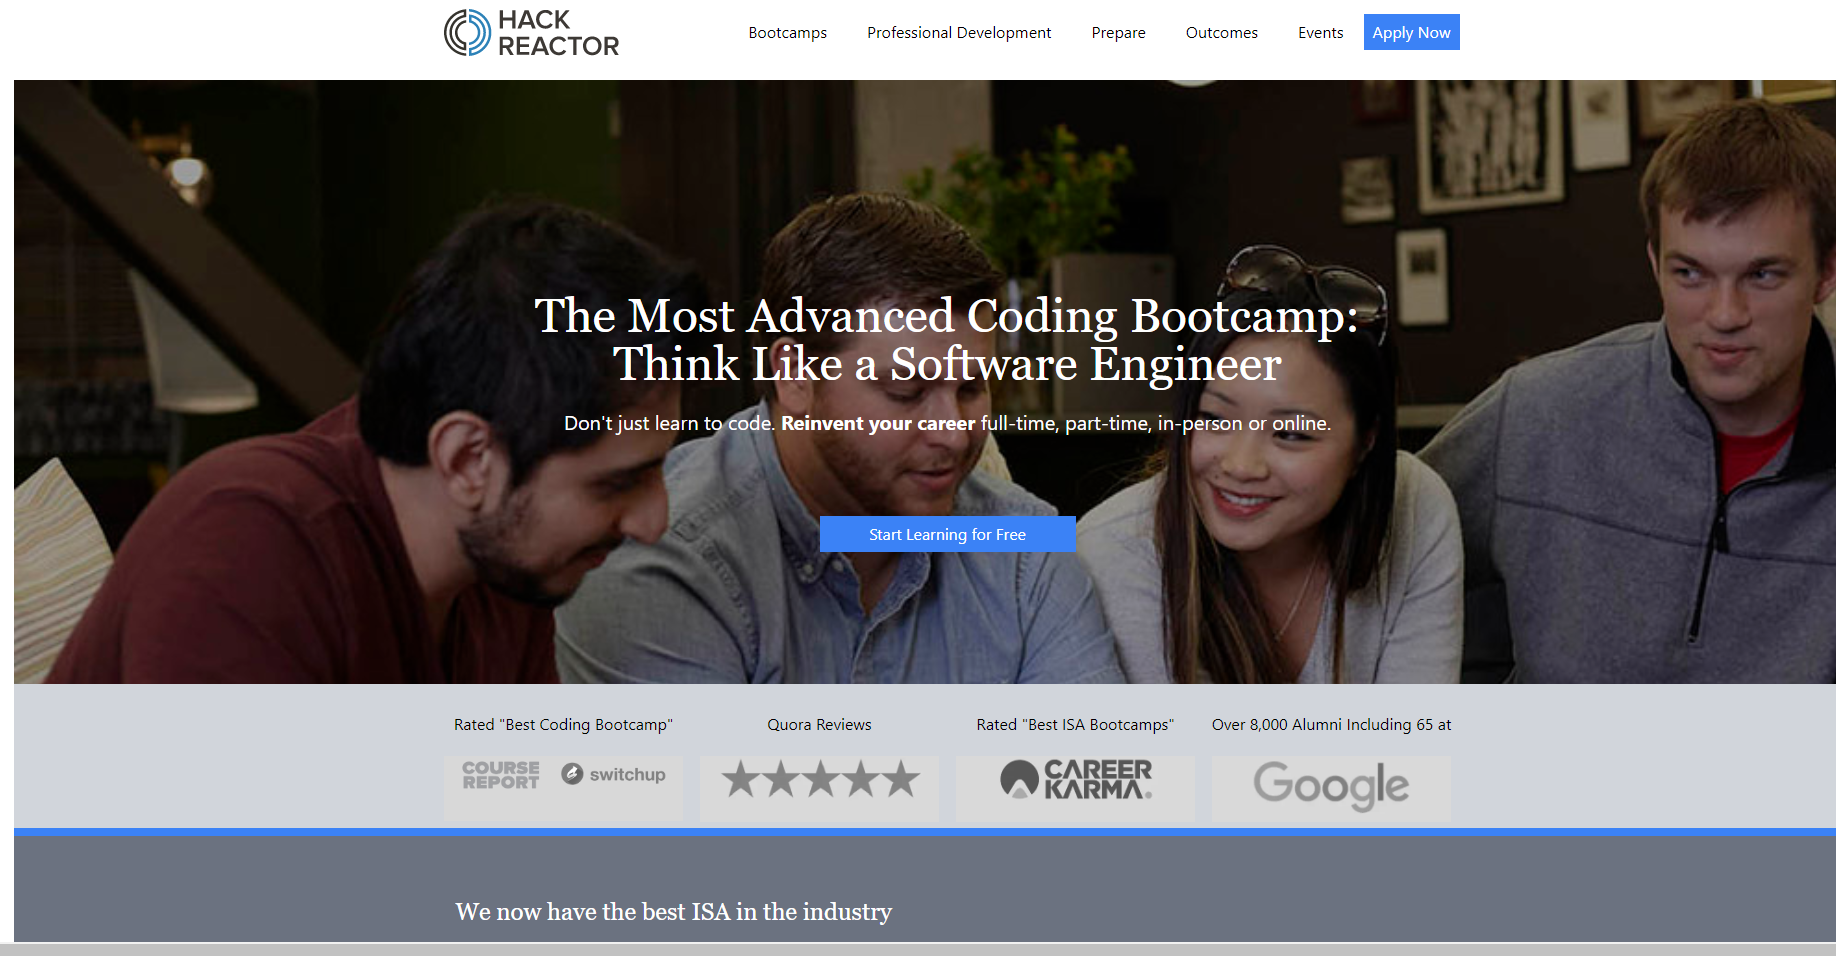 HACK
REACTOR
Bootcamps Professional Development Prepare Outcomes Events Apply Now
The Most Advanced Coding Bootcamp:
Think Like a Software Engineer
Don't just learn to code. Reinvent your career full-time, part-time, in-person or online.
Start Learning for Free
Rated "Best Coding Bootcamp" Quora Reviews Rated "Best ISA Bootcamps" Over 8,000 Alumni Including 65 at
COURSE
REPORT
switchup
CAREER
KARMA
Google
We now have the best ISA in the industry